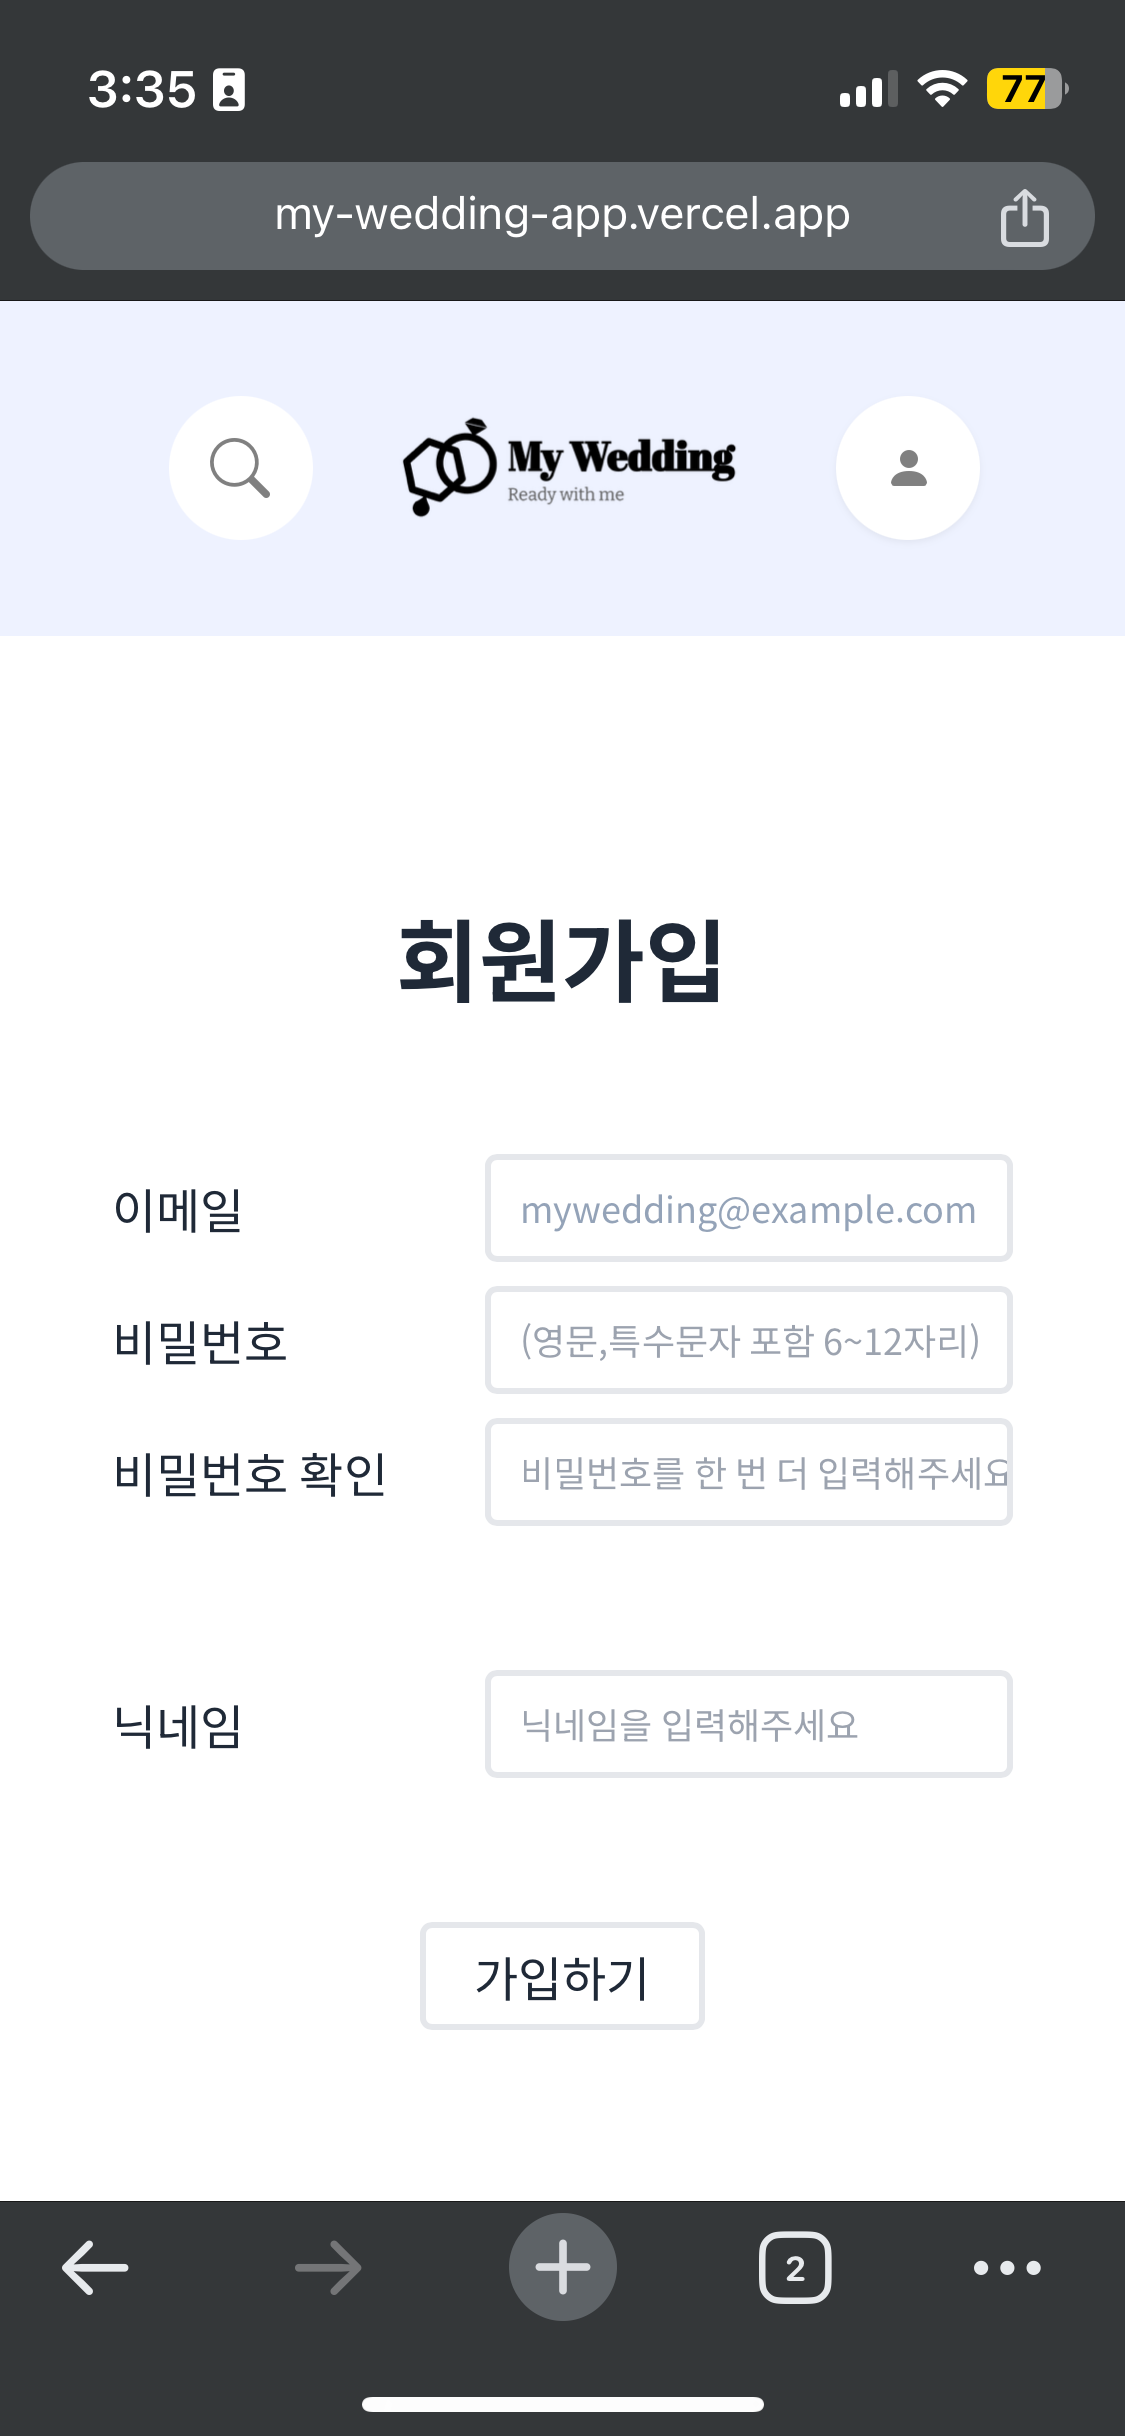 3:35
77
my-wedding-app.vercel.app
My Wedding
Ready with me
회원가입
이메일
mywedding@example.com
비밀번호
(영문,특수문자 포함 6~12자리)
비밀번호 확인
비밀번호를 한 번 더 입력해주세요
닉네임
닉네임을 입력해주세요
가입하기
2